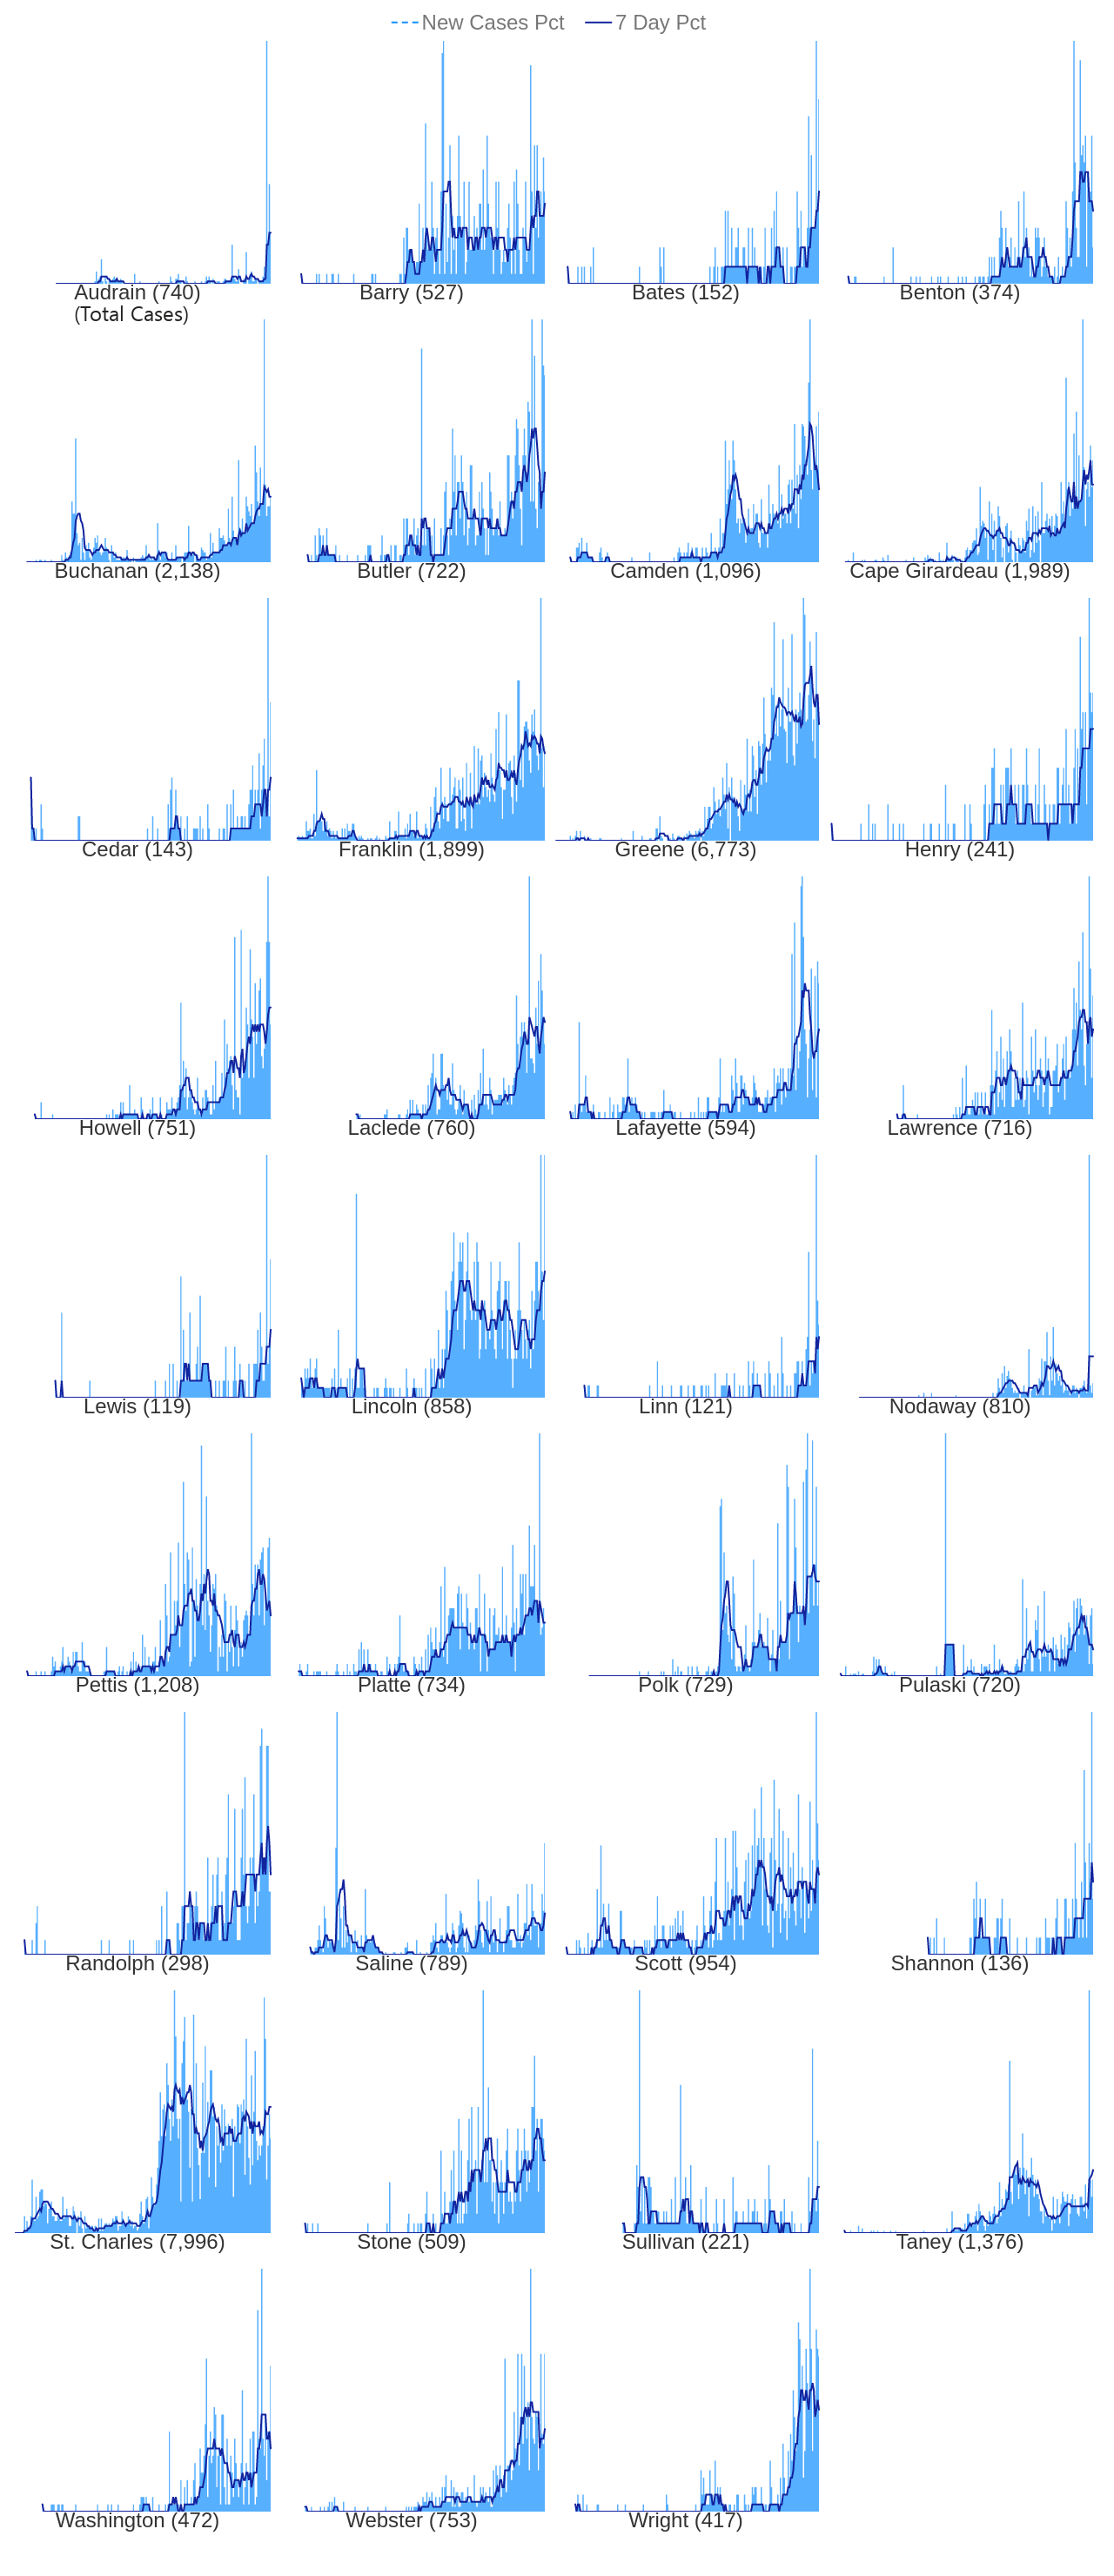 New Cases Pct 7 Day Pct
Audrain (740) Barry (527) Bates (152) Benton (374)
(Total Cases)
Buchanan (2,138) Butler (722) Camden (1,096) Cape Girardeau (1,989)
Cedar (143) Franklin (1,899) Greene (6,773) Henry (241)
Howell (751) Laclede (760) Lafayette (594) Lawrence (716)
Lewis (119) Lincoln (858) Linn (121) Nodaway (810)
Pettis (1,208) Platte (734) Polk (729) Pulaski (720)
Randolph (298) Saline (789) Scott (954) Shannon (136)
St. Charles (7,996) Stone (509) Sullivan (221) Taney (1,376)
Washington (472) Webster (753) Wright (417)